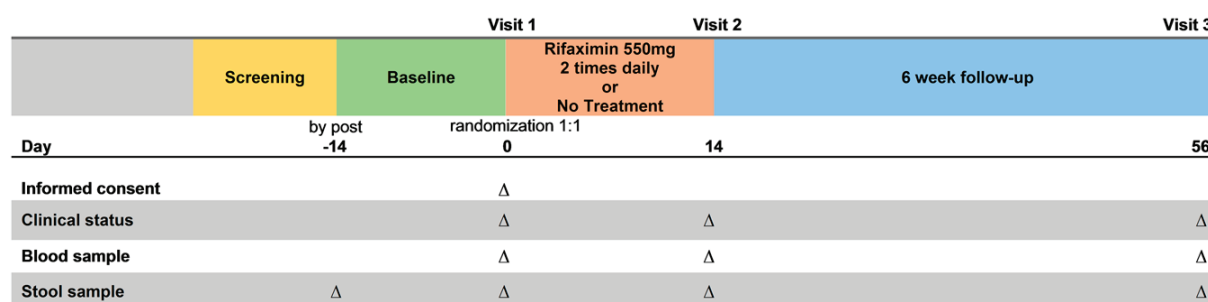 Visit 1 Visit 2 Visit 3
Screening Baseline Rifaximin 550mg
2 times daily
or
No Treatment 6 week follow-up
by post randomization 1:1
Day -14 0 14 56
Informed consent Δ
Clinical status Δ Δ Δ
Blood sample Δ Δ Δ
Stool sample Δ Δ Δ Δ